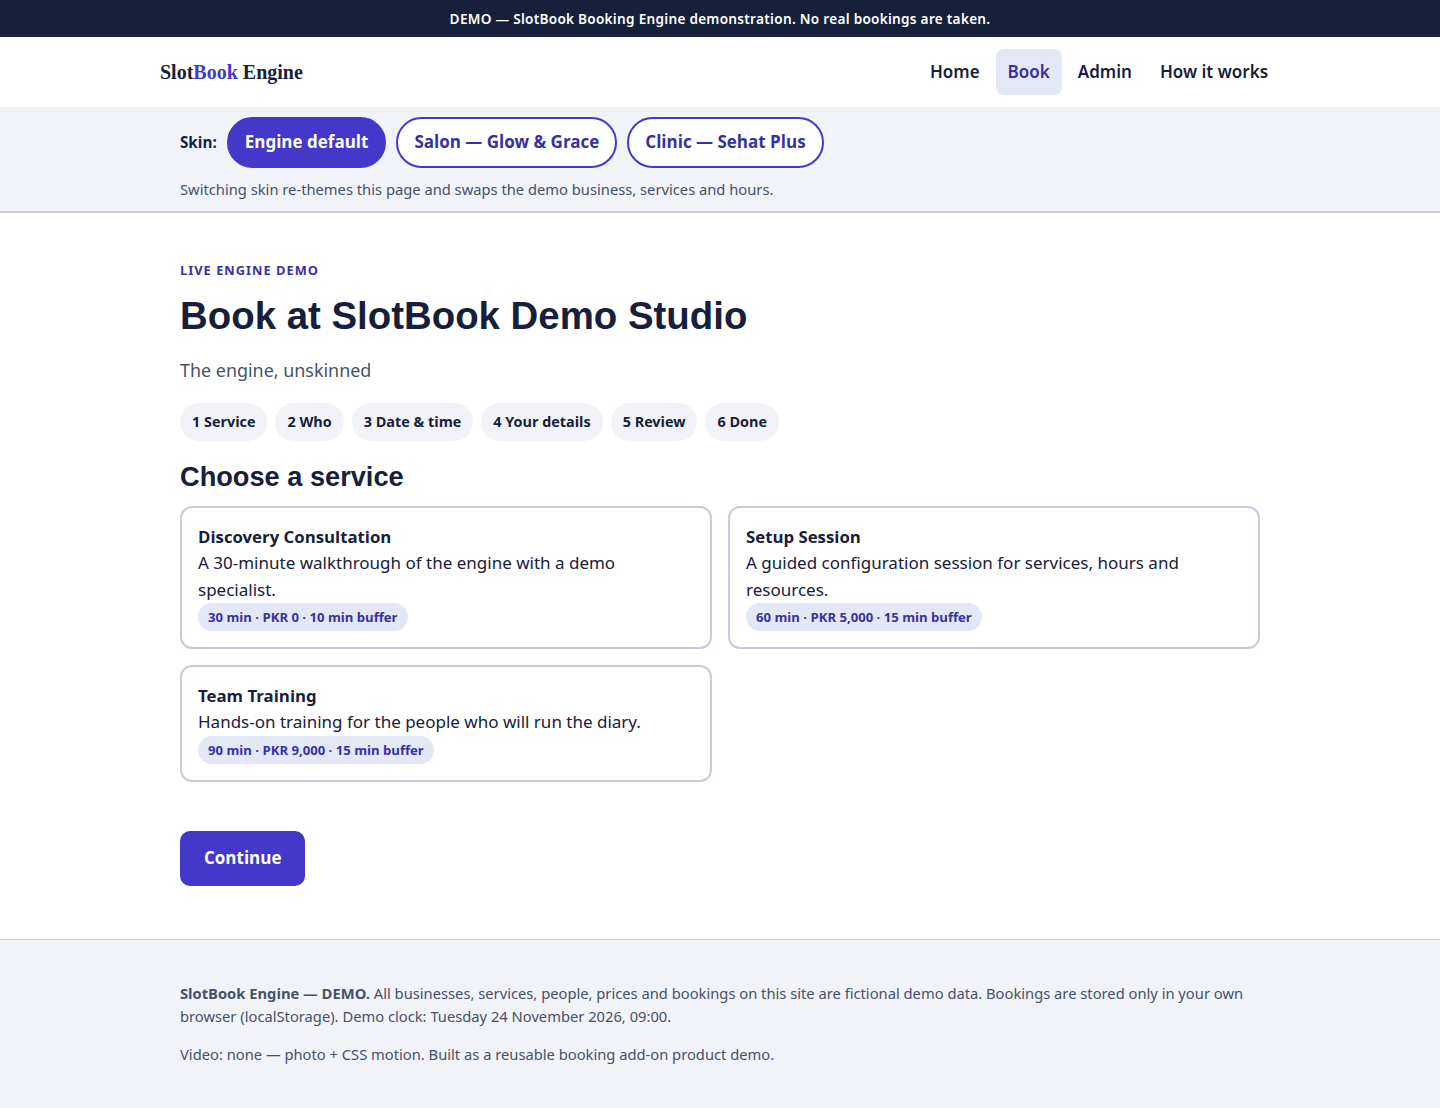 DEMO — SlotBook Booking Engine demonstration. No real bookings are taken.
SlotBook Engine
Home Book Admin How it works
Skin: Engine default Salon — Glow & Grace Clinic — Sehat Plus
Switching skin re-themes this page and swaps the demo business, services and hours.
LIVE ENGINE DEMO
Book at SlotBook Demo Studio
The engine, unskinned
1 Service 2 Who 3 Date & time 4 Your details 5 Review 6 Done
Choose a service
Discovery Consultation
A 30-minute walkthrough of the engine with a demo
specialist.
30 min · PKR 0 · 10 min buffer
Setup Session
A guided configuration session for services, hours and
resources.
60 min · PKR 5,000 · 15 min buffer
Team Training
Hands-on training for the people who will run the diary.
90 min · PKR 9,000 · 15 min buffer
Continue
SlotBook Engine — DEMO. All businesses, services, people, prices and bookings on this site are fictional demo data. Bookings are stored only in your own
browser (localStorage). Demo clock: Tuesday 24 November 2026, 09:00.
Video: none — photo + CSS motion. Built as a reusable booking add-on product demo.